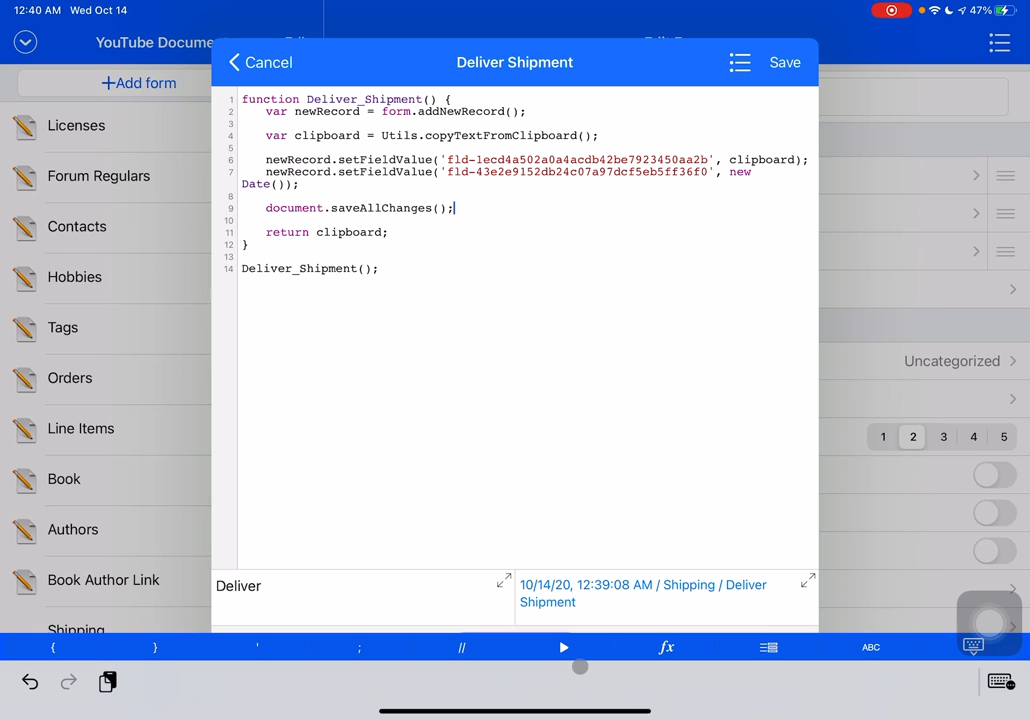 12:40 AM Wed Oct 14
47%
YouTube Docume
Cancel
Deliver Shipment
Save
+Add form
Licenses
Forum Regulars
Contacts
Hobbies
Tags
Orders
Line Items
Book
Authors
Book Author Link
Shipping
1 function Deliver_Shipment() {
2 var newRecord = form.addNewRecord();
3
4 var clipboard = Utils.copyTextFromClipboard();
5
6 newRecord.setFieldValue('fld-1ecd4a502a0a4acdb42be7923450aa2b', clipboard);
7 newRecord.setFieldValue('fld-43e2e9152db24c07a97dcf5eb5ff36f0', new
Date());
8
9 document.saveAllChanges();
10
11 return clipboard;
12 }
13
14 Deliver_Shipment();
Uncategorized
1 2 3 4 5
Deliver
10/14/20, 12:39:08 AM / Shipping / Deliver
Shipment
{ } ' ; // fx ABC